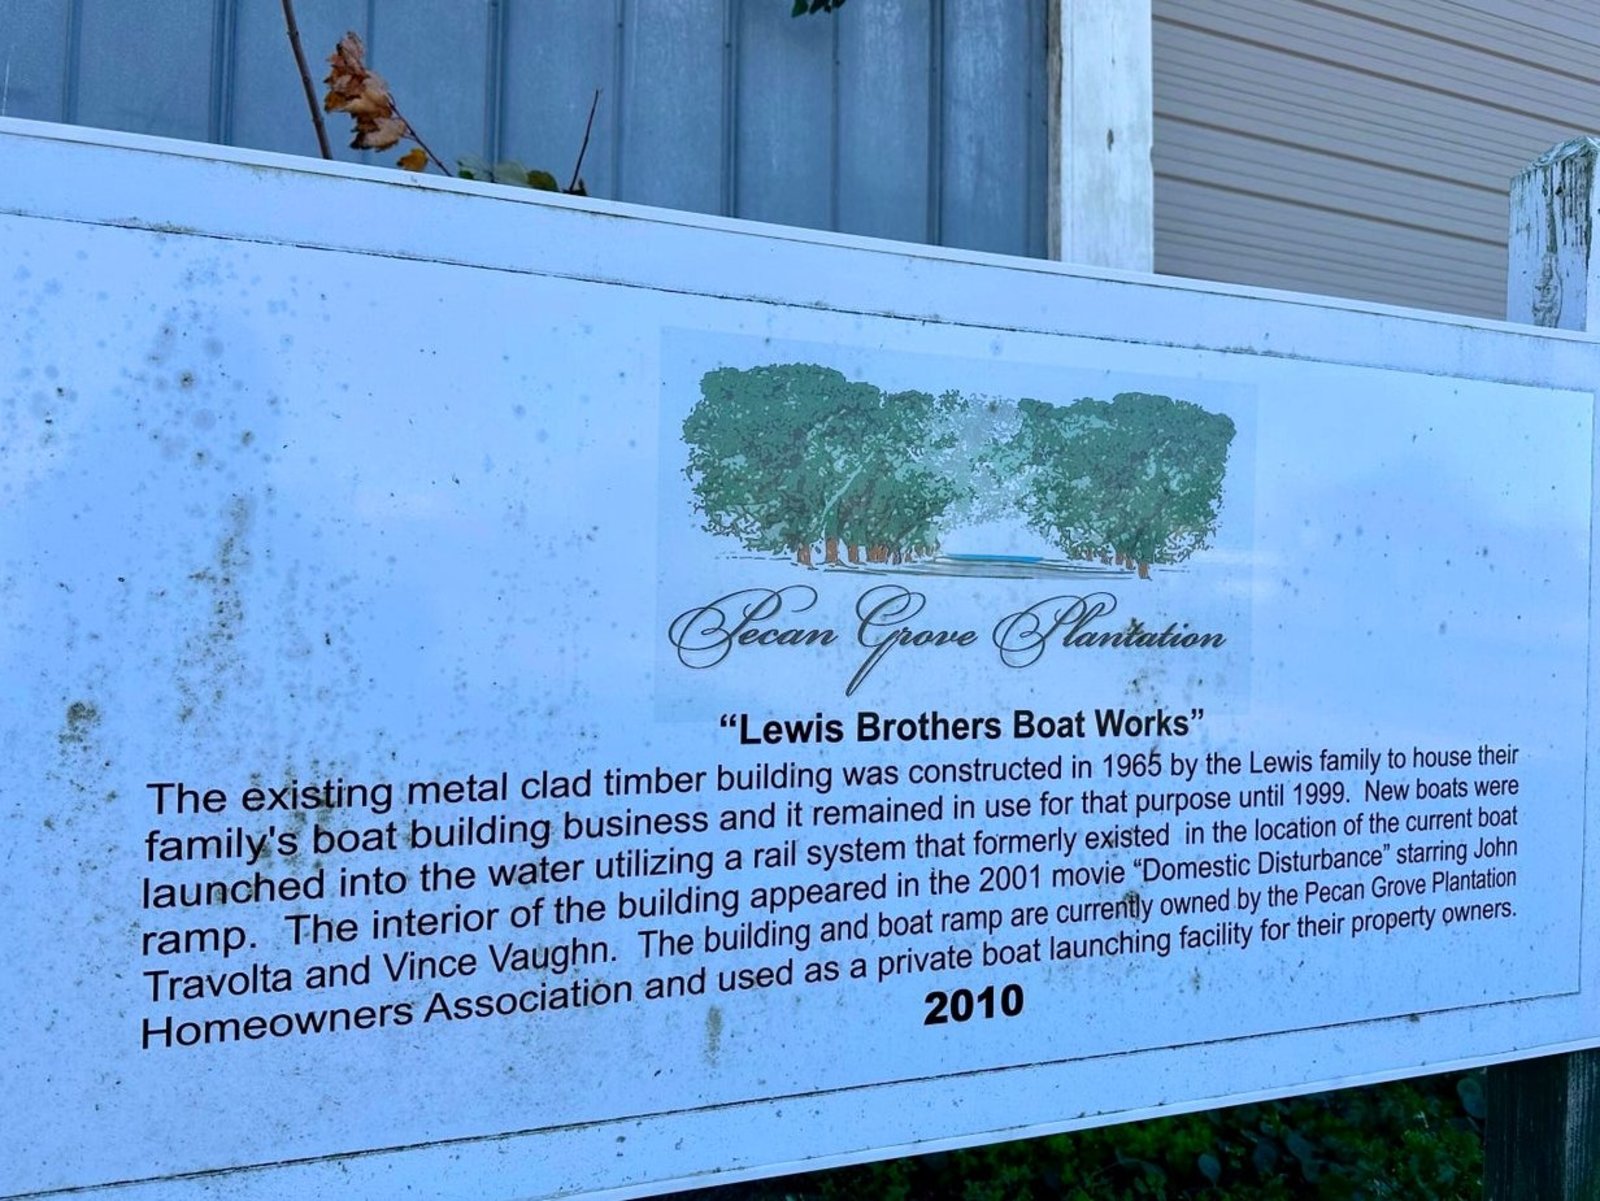 Pecan Grove Plantation
“Lewis Brothers Boat Works”
The existing metal clad timber building was constructed in 1965 by the Lewis family to house their
family's boat building business and it remained in use for that purpose until 1999. New boats were
launched into the water utilizing a rail system that formerly existed in the location of the current boat
ramp. The interior of the building appeared in the 2001 movie “Domestic Disturbance” starring John
Travolta and Vince Vaughn. The building and boat ramp are currently owned by the Pecan Grove Plantation
Homeowners Association and used as a private boat launching facility for their property owners.
2010